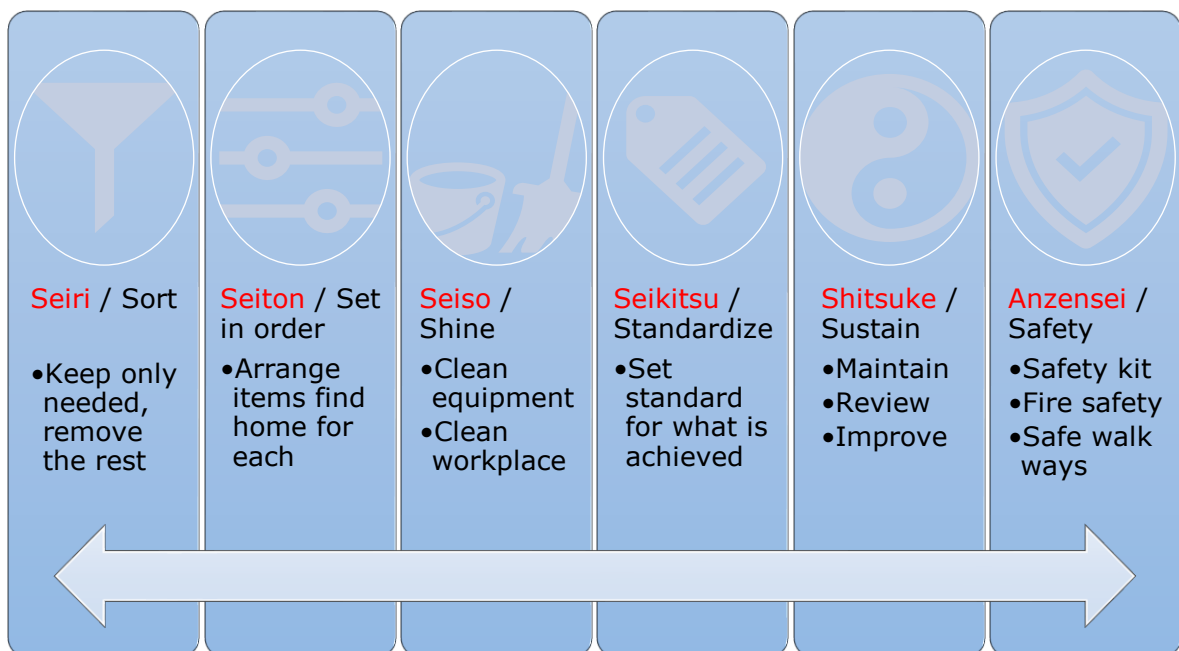 Seiri / Sort
•Keep only
needed,
remove
the rest
Seiton / Set
in order
•Arrange
items find
home for
each
Seiso /
Shine
•Clean
equipment
•Clean
workplace
Seikitsu /
Standardize
•Set
standard
for what is
achieved
Shitsuke /
Sustain
•Maintain
•Review
•Improve
Anzensei /
Safety
•Safety kit
•Fire safety
•Safe walk
ways